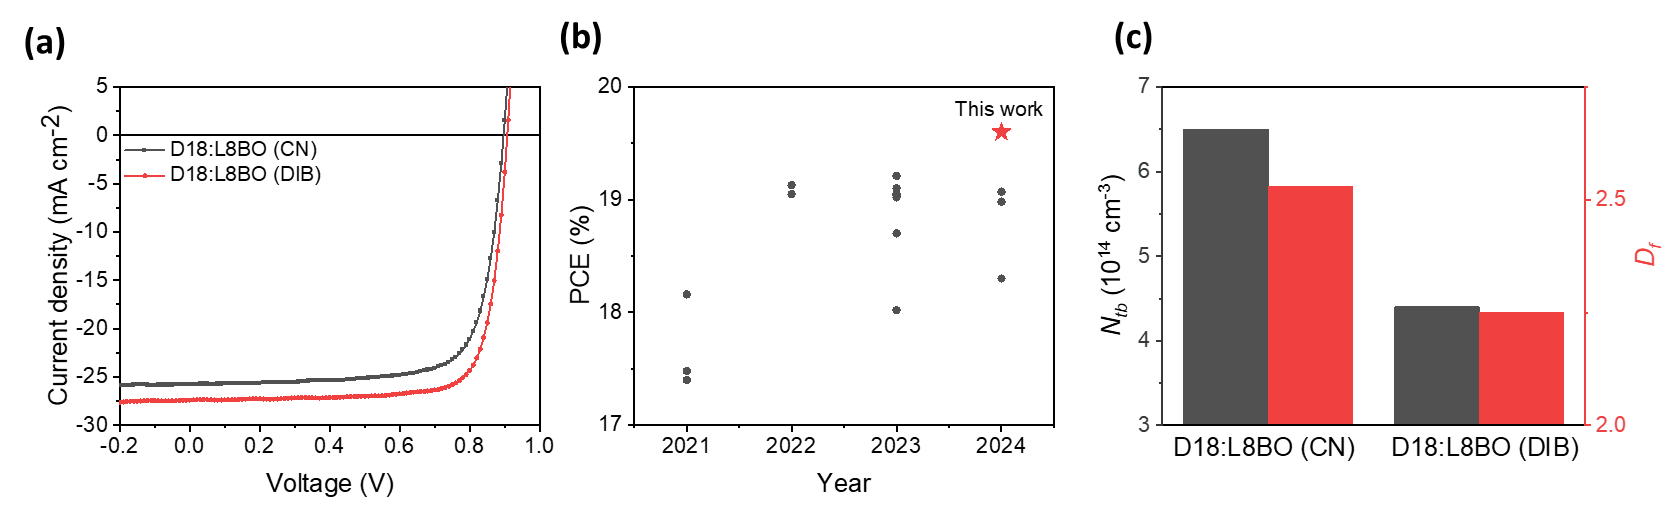 (a)
5
0
-5
-10
-15
-20
-25
-30
-0.2
0.0
0.2
0.4
0.6
0.8
1.0
Current density (mA cm-2)
Voltage (V)
D18:L8BO (CN)
D18:L8BO (DIB)
(b)
20
19
18
17
2021
2022
2023
2024
PCE (%)
Year
This work
(c)
7
6
5
4
3
Ntb (10^14 cm-3)
D18:L8BO (CN)
D18:L8BO (DIB)
2.5
2.0
Df